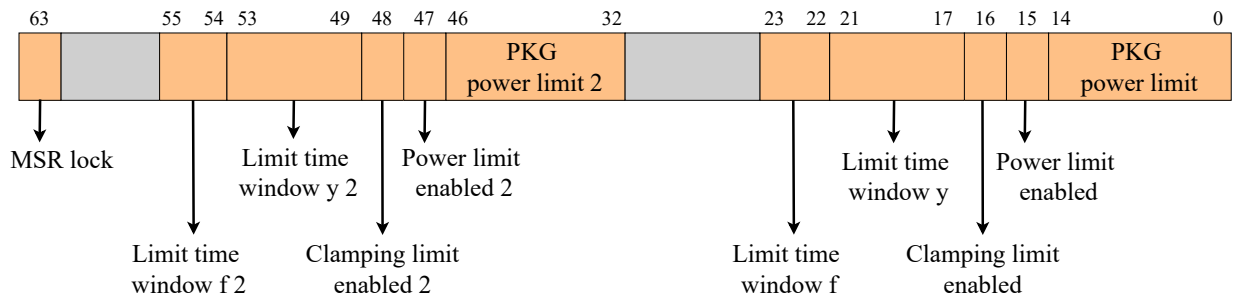 63 55 54 53 49 48 47 46 32 23 22 21 17 16 15 14 0
PKG
power limit 2
PKG
power limit
MSR lock
Limit time
window y 2
Power limit
enabled 2
Limit time
window y
Power limit
enabled
Limit time
window f 2
Clamping limit
enabled 2
Limit time
window f
Clamping limit
enabled